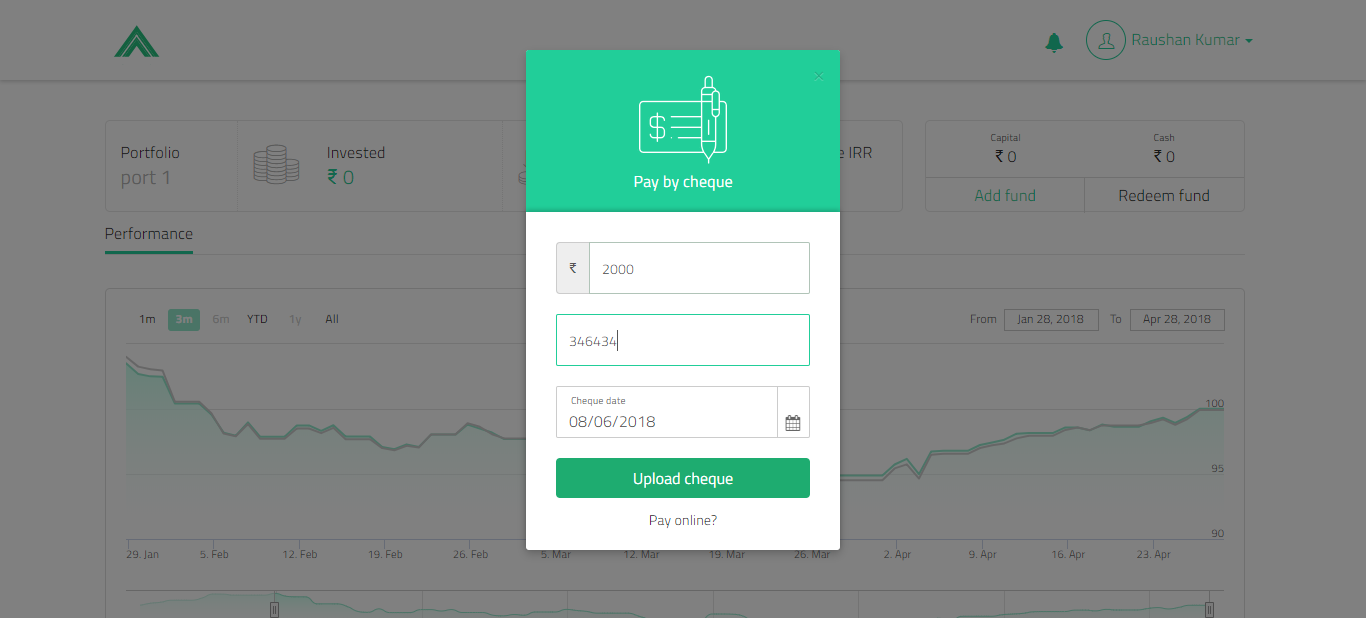 Raushan Kumar
Portfolio
port 1
Invested
₹ 0
IRR
Capital
₹ 0
Cash
₹ 0
Add fund
Redeem fund
Performance
1m 3m 6m YTD 1y All
From Jan 28, 2018 To Apr 28, 2018
100
95
90
29. Jan 5. Feb 12. Feb 19. Feb 26. Feb 5. Mar 12. Mar 19. Mar 26. Mar 2. Apr 9. Apr 16. Apr 23. Apr
×
$
Pay by cheque
₹ 2000
346434
Cheque date
08/06/2018
Upload cheque
Pay online?